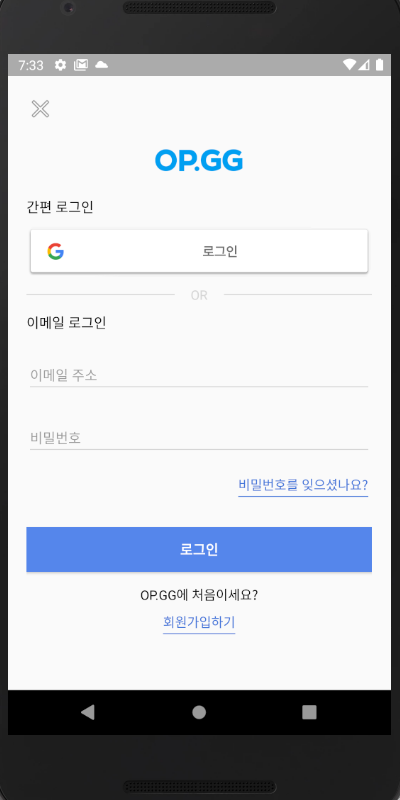 7:33
OP.GG
간편 로그인
로그인
OR
이메일 로그인
이메일 주소
비밀번호
비밀번호를 잊으셨나요?
로그인
OP.GG에 처음이세요?
회원가입하기